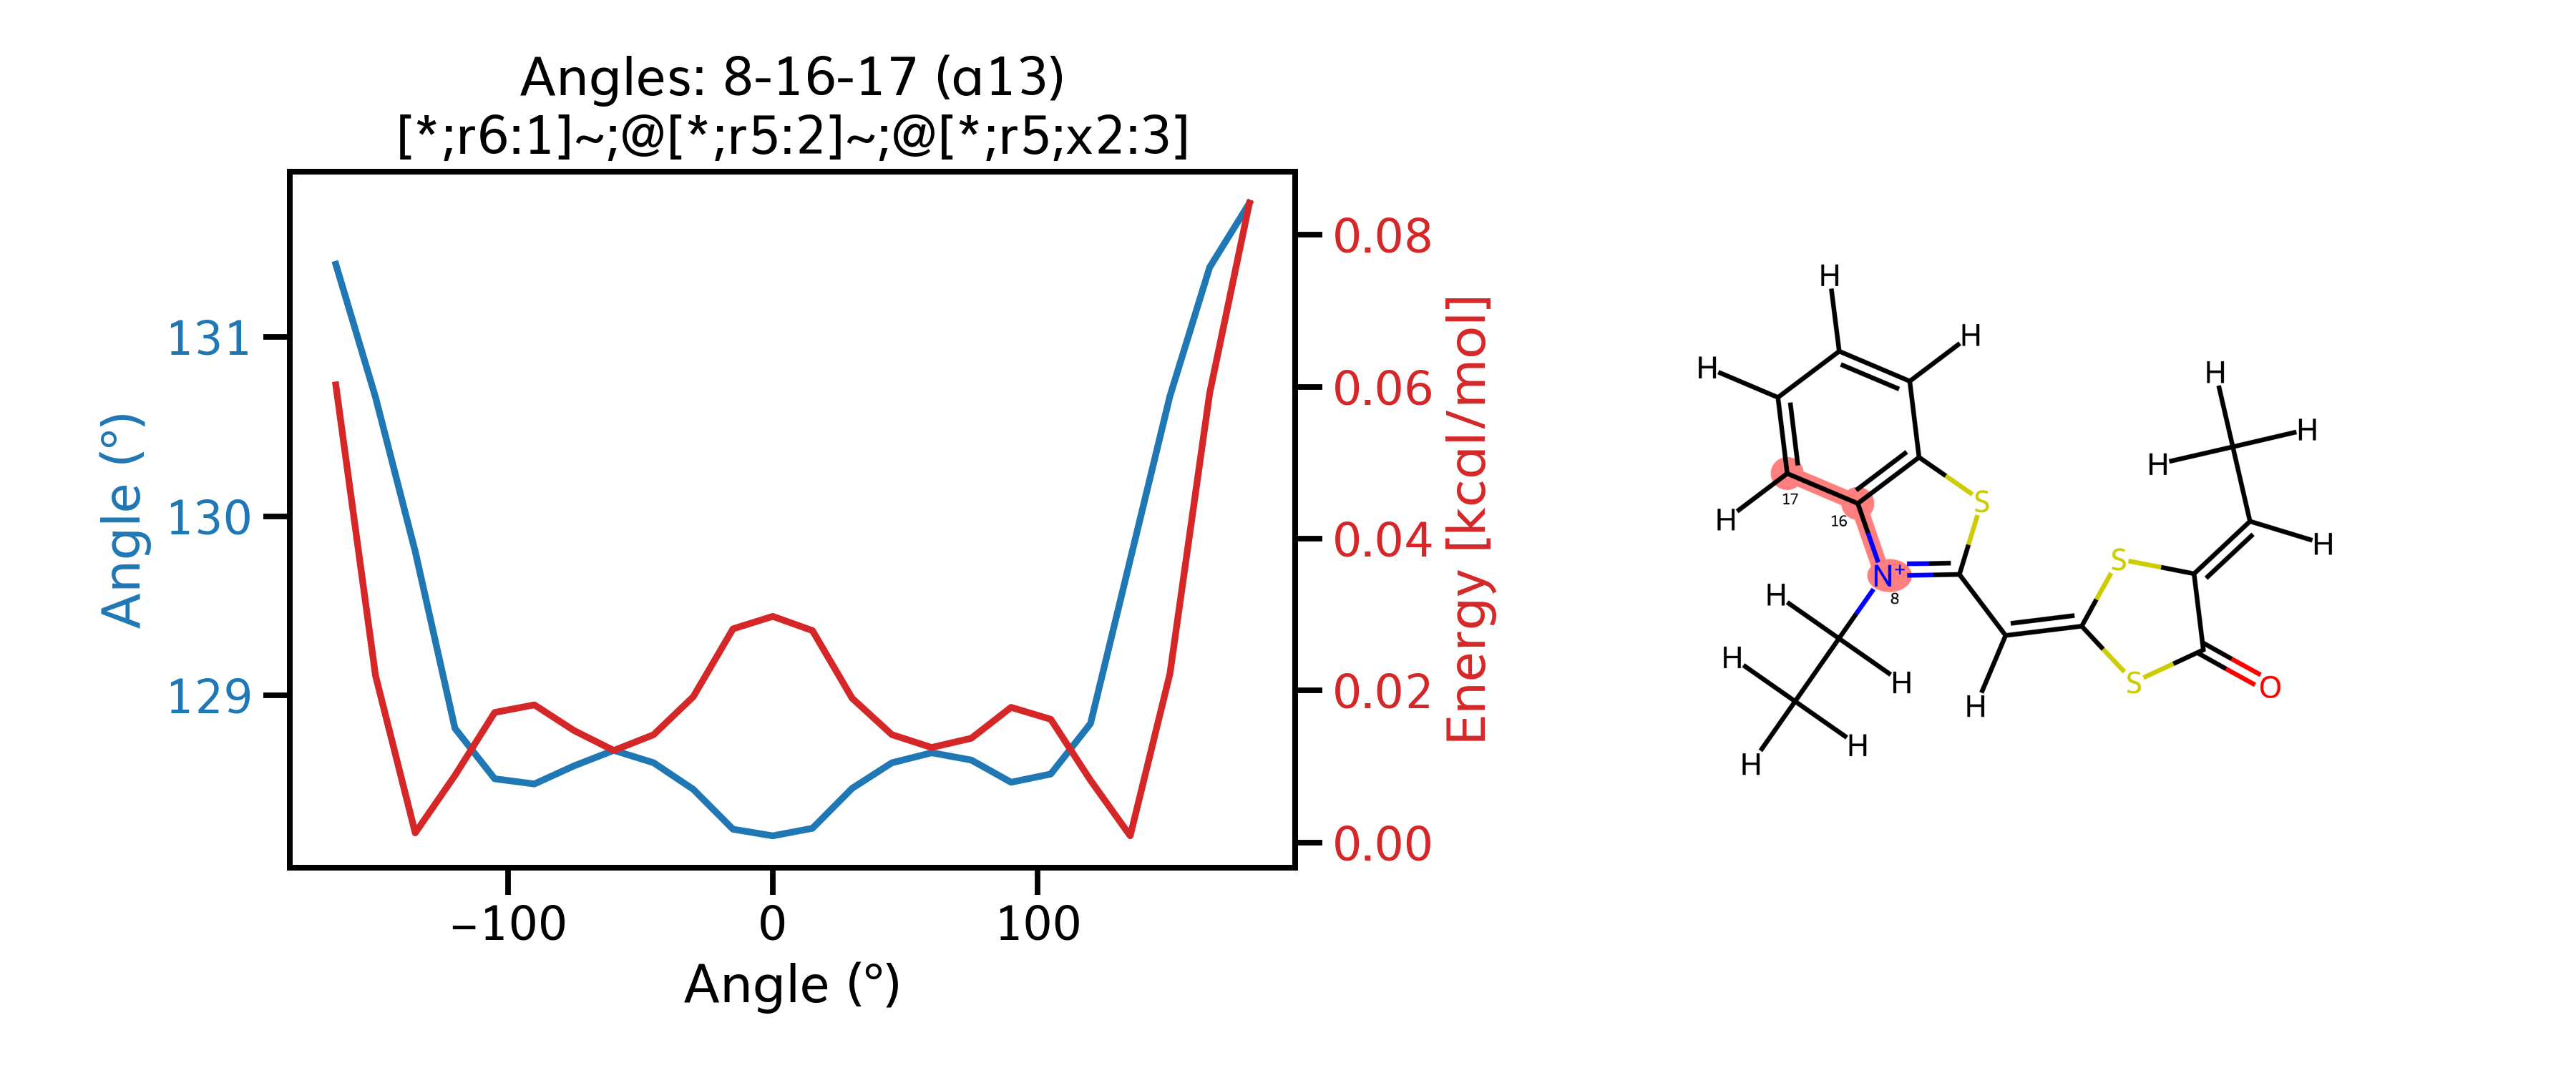 Angles: 8-16-17 (a13)
[*;r6:1]~;@[*;r5:2]~;@[*;r5;x2:3]
131
130
129
Angle (°)
0.08
0.06
0.04
0.02
0.00
Energy [kcal/mol]
−100 0 100
Angle (°)
H
H
H
H
H
H
S
17
H
16
H
S
N+
8
H
H
H
S
O
H
H
H
H